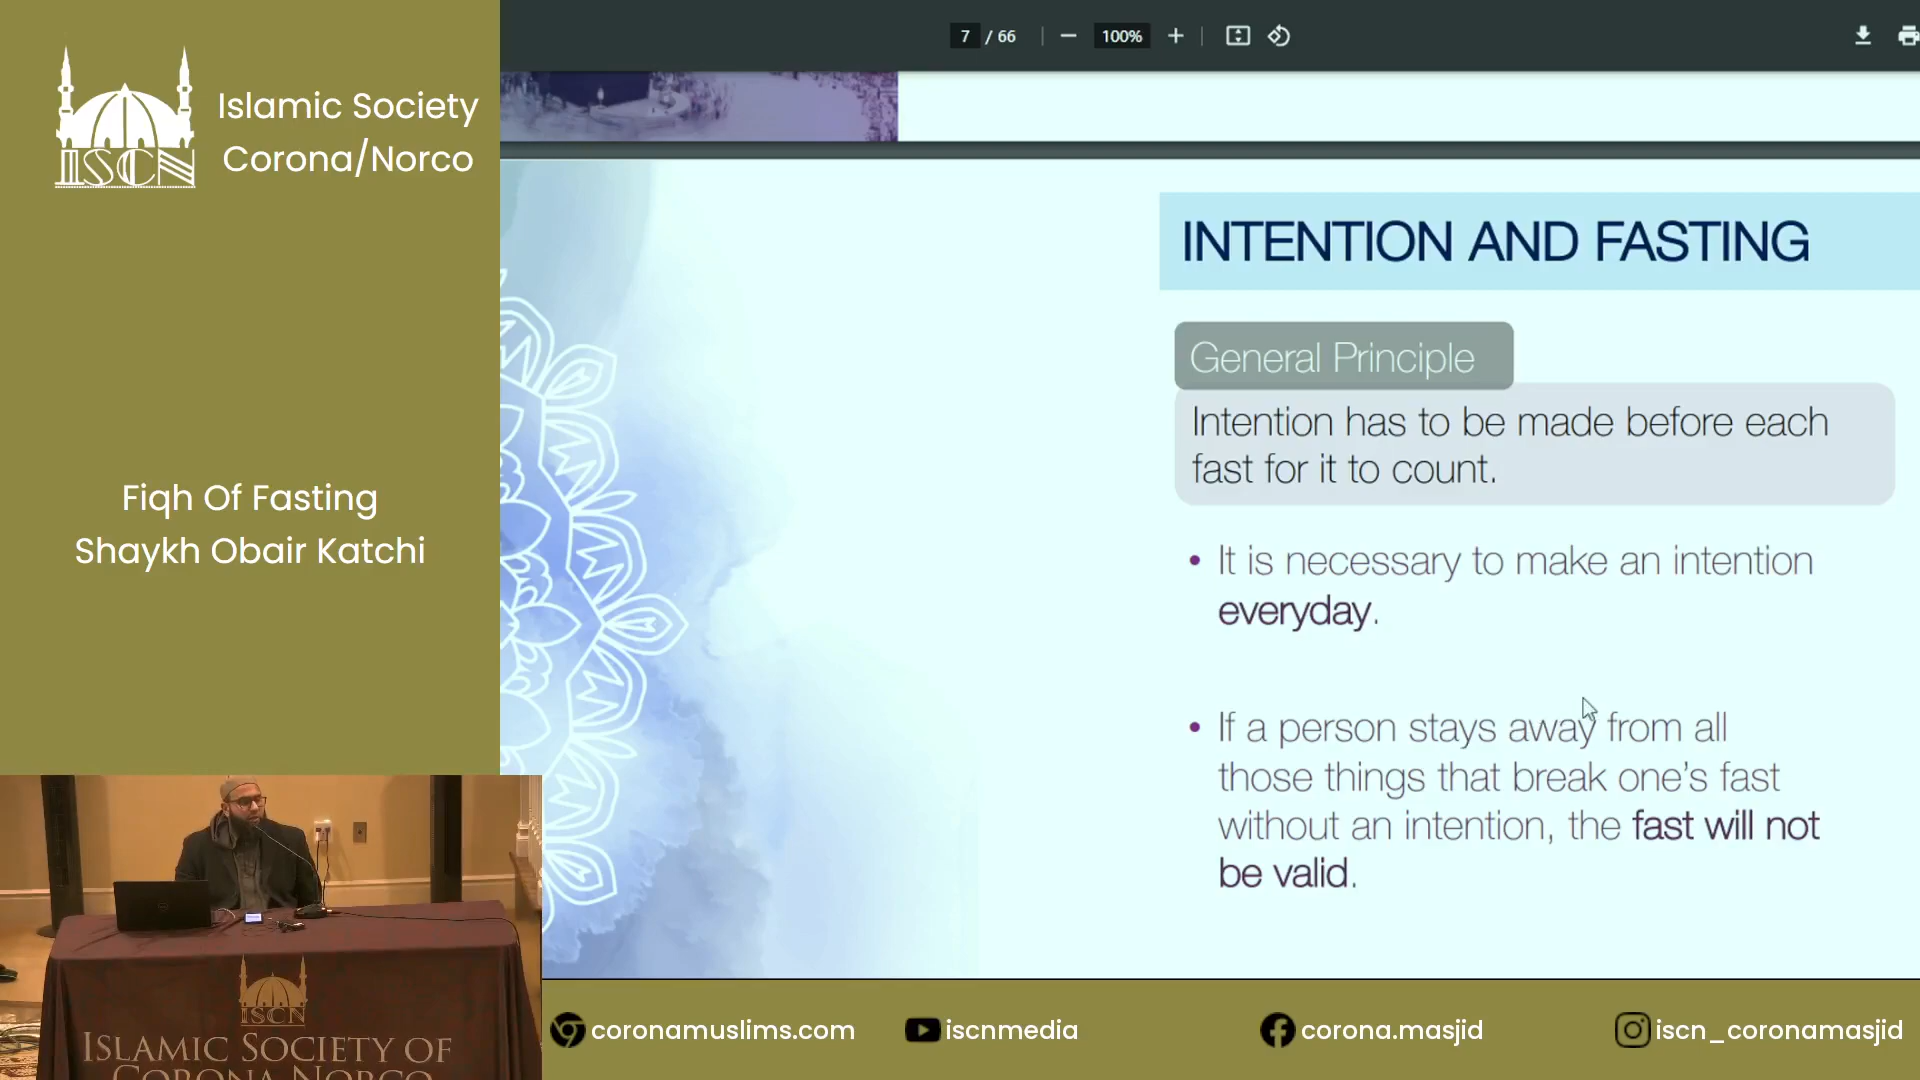 ISCN
Islamic Society
Corona/Norco
Fiqh Of Fasting
Shaykh Obair Katchi
7 / 66
100%
INTENTION AND FASTING
General Principle
Intention has to be made before each
fast for it to count.
• It is necessary to make an intention
everyday.
• If a person stays away from all
those things that break one's fast
without an intention, the fast will not
be valid.
ISCN
ISLAMIC SOCIETY OF
CORONA NORCO
coronamuslims.com
iscnmedia
corona.masjid
iscn_coronamasjid